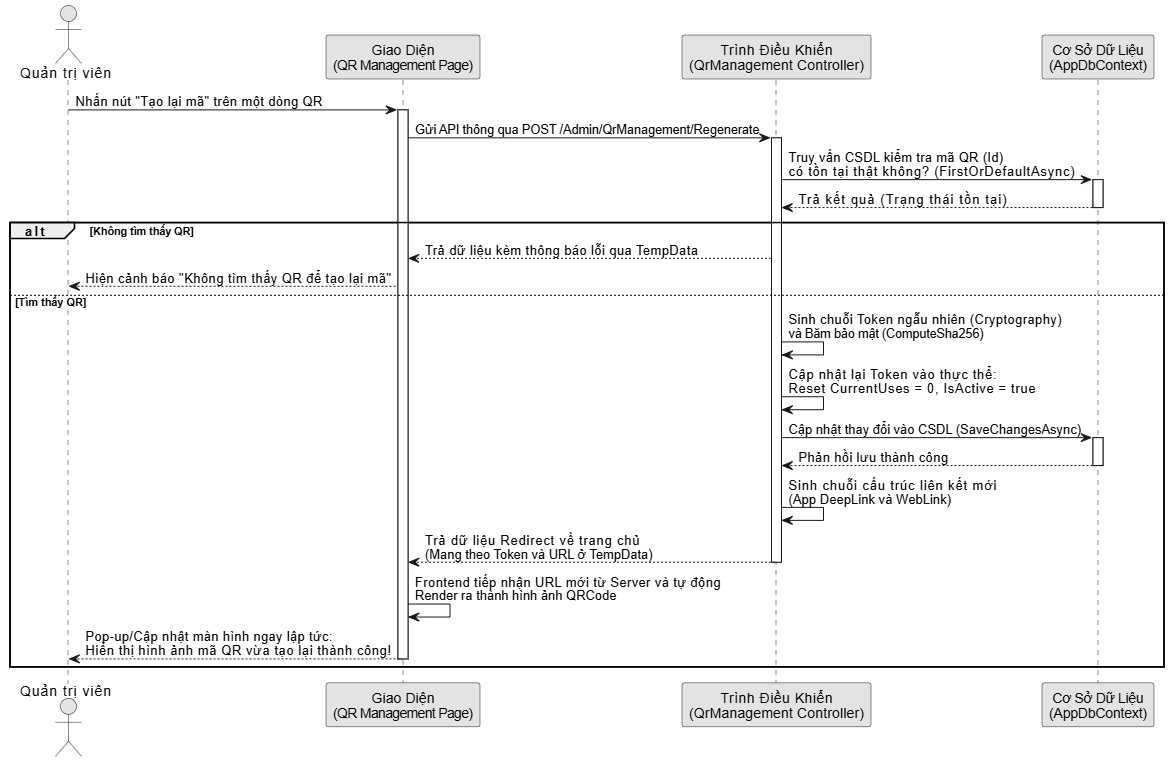 Quản trị viên
Giao Diện
(QR Management Page)
Trình Điều Khiển
(QrManagement Controller)
Cơ Sở Dữ Liệu
(AppDbContext)
Nhấn nút "Tạo lại mã" trên một dòng QR
Gửi API thông qua POST /Admin/QrManagement/Regenerate
Truy vấn CSDL kiểm tra mã QR (Id)
có tồn tại thật không? (FirstOrDefaultAsync)
Trả kết quả (Trạng thái tồn tại)
alt
[Không tìm thấy QR]
Trả dữ liệu kèm thông báo lỗi qua TempData
Hiện cảnh báo "Không tìm thấy QR để tạo lại mã"
[Tìm thấy QR]
Sinh chuỗi Token ngẫu nhiên (Cryptography)
và Băm bảo mật (ComputeSha256)
Cập nhật lại Token vào thực thể:
Reset CurrentUses = 0, IsActive = true
Cập nhật thay đổi vào CSDL (SaveChangesAsync)
Phản hồi lưu thành công
Sinh chuỗi cấu trúc liên kết mới
(App DeepLink và WebLink)
Trả dữ liệu Redirect về trang chủ
(Mang theo Token và URL ở TempData)
Frontend tiếp nhận URL mới từ Server và tự động
Render ra thành hình ảnh QRCode
Pop-up/Cập nhật màn hình ngay lập tức:
Hiển thị hình ảnh mã QR vừa tạo lại thành công!
Quản trị viên
Giao Diện
(QR Management Page)
Trình Điều Khiển
(QrManagement Controller)
Cơ Sở Dữ Liệu
(AppDbContext)